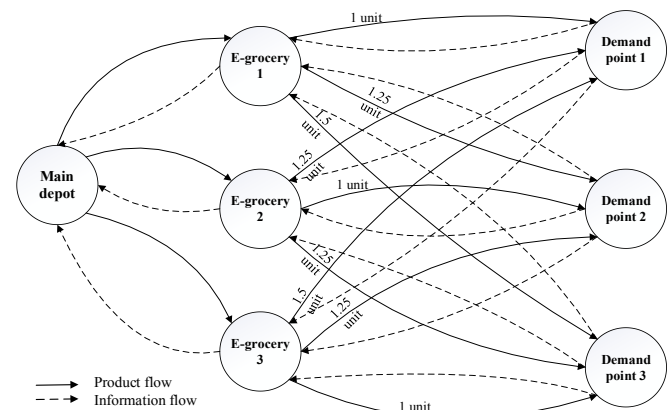 1 unit
E-grocery
1
Demand
point 1
1.25
unit
1.5
unit
Main
depot
1.25
unit
1 unit
E-grocery
2
Demand
point 2
1.25
unit
1.5
unit
1.25
unit
E-grocery
3
Demand
point 3
Product flow
Information flow
1 unit